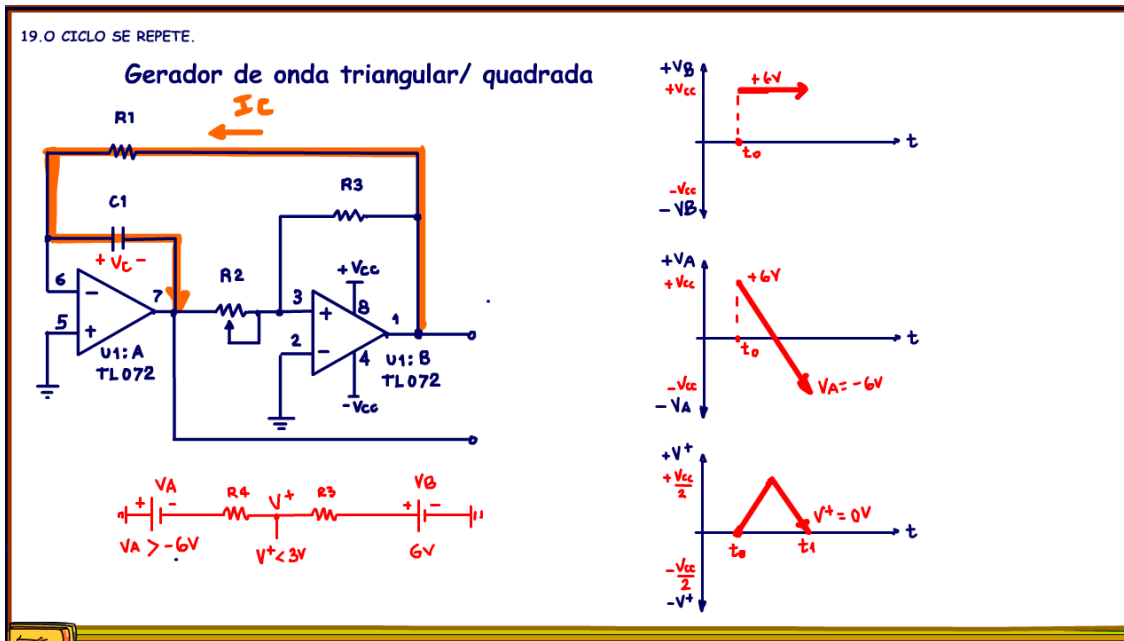 19.O CICLO SE REPETE.
Gerador de onda triangular/ quadrada
IC
R1
C1
+ VC -
6
5
-
+
7
U1:A
TL072
R2
R3
+VCC
3
2
+
-
8
4
1
U1:B
TL072
-VCC
VA
+ -
VA > -6V
R4
V+
V+ < 3V
R3
VB
+ -
6V
+VB
+VCC
+6V
t0
t
-VCC
-VB
+VA
+VCC
+6V
t0
t
-VCC
-VA
VA = -6V
+V+
+VCC/2
V+ = 0V
t0
t1
t
-VCC/2
-V+